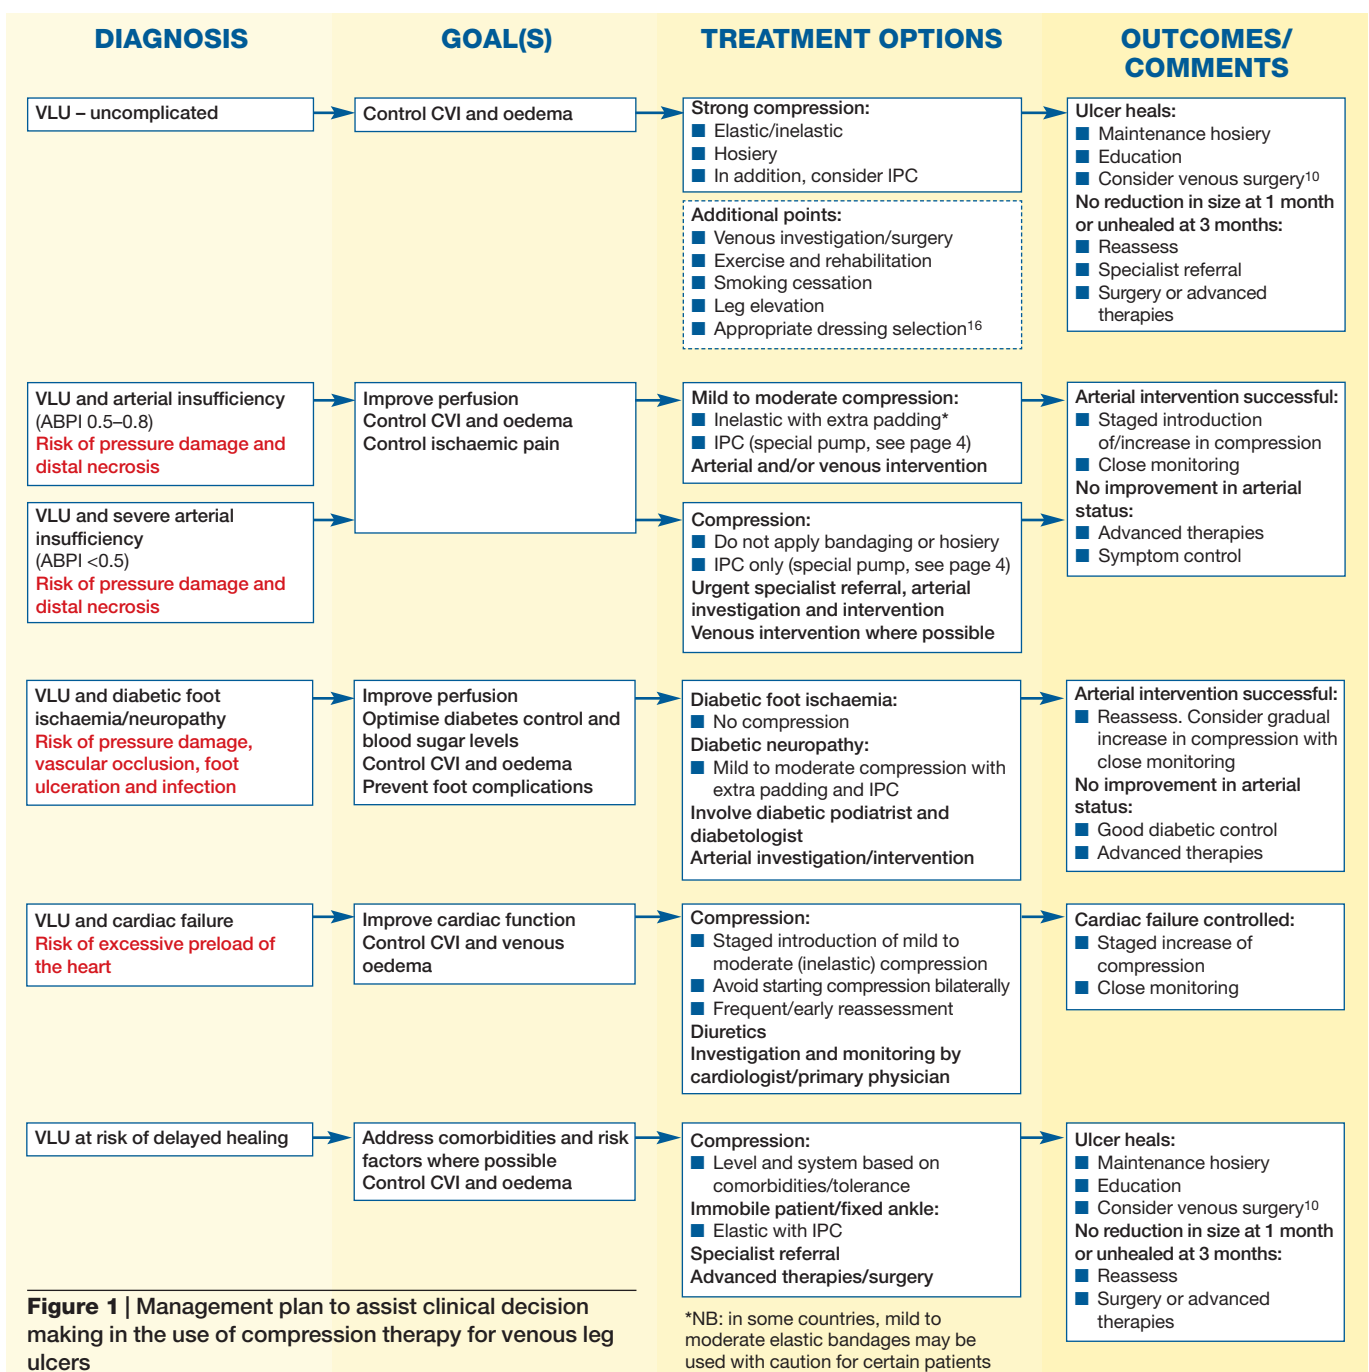 DIAGNOSIS
GOAL(S)
TREATMENT OPTIONS
OUTCOMES/
COMMENTS
VLU – uncomplicated
Control CVI and oedema
Strong compression:
■ Elastic/inelastic
■ Hosiery
■ In addition, consider IPC
Additional points:
■ Venous investigation/surgery
■ Exercise and rehabilitation
■ Smoking cessation
■ Leg elevation
■ Appropriate dressing selection16
Ulcer heals:
■ Maintenance hosiery
■ Education
■ Consider venous surgery10
No reduction in size at 1 month
or unhealed at 3 months:
■ Reassess
■ Specialist referral
■ Surgery or advanced
therapies
VLU and arterial insufficiency
(ABPI 0.5–0.8)
Risk of pressure damage and
distal necrosis
VLU and severe arterial
insufficiency
(ABPI <0.5)
Risk of pressure damage and
distal necrosis
Improve perfusion
Control CVI and oedema
Control ischaemic pain
Mild to moderate compression:
■ Inelastic with extra padding*
■ IPC (special pump, see page 4)
Arterial and/or venous intervention
Compression:
■ Do not apply bandaging or hosiery
■ IPC only (special pump, see page 4)
Urgent specialist referral, arterial
investigation and intervention
Venous intervention where possible
Arterial intervention successful:
■ Staged introduction
of/increase in compression
■ Close monitoring
No improvement in arterial
status:
■ Advanced therapies
■ Symptom control
VLU and diabetic foot
ischaemia/neuropathy
Risk of pressure damage,
vascular occlusion, foot
ulceration and infection
Improve perfusion
Optimise diabetes control and
blood sugar levels
Control CVI and oedema
Prevent foot complications
Diabetic foot ischaemia:
■ No compression
Diabetic neuropathy:
■ Mild to moderate compression with
extra padding and IPC
Involve diabetic podiatrist and
diabetologist
Arterial investigation/intervention
Arterial intervention successful:
■ Reassess. Consider gradual
increase in compression with
close monitoring
No improvement in arterial
status:
■ Good diabetic control
■ Advanced therapies
VLU and cardiac failure
Risk of excessive preload of
the heart
Improve cardiac function
Control CVI and venous
oedema
Compression:
■ Staged introduction of mild to
moderate (inelastic) compression
■ Avoid starting compression bilaterally
■ Frequent/early reassessment
Diuretics
Investigation and monitoring by
cardiologist/primary physician
Cardiac failure controlled:
■ Staged increase of
compression
■ Close monitoring
VLU at risk of delayed healing
Address comorbidities and risk
factors where possible
Control CVI and oedema
Compression:
■ Level and system based on
comorbidities/tolerance
Immobile patient/fixed ankle:
■ Elastic with IPC
Specialist referral
Advanced therapies/surgery
Ulcer heals:
■ Maintenance hosiery
■ Education
■ Consider venous surgery10
No reduction in size at 1 month
or unhealed at 3 months:
■ Reassess
■ Surgery or advanced
therapies
Figure 1 | Management plan to assist clinical decision
making in the use of compression therapy for venous leg
ulcers
*NB: in some countries, mild to
moderate elastic bandages may be
used with caution for certain patients